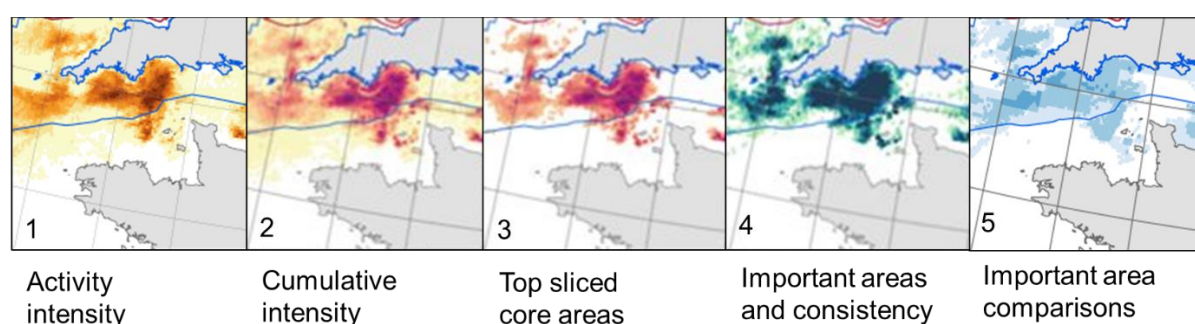 1
2
3
4
5
Activity
intensity
Cumulative
intensity
Top sliced
core areas
Important areas
and consistency
Important area
comparisons